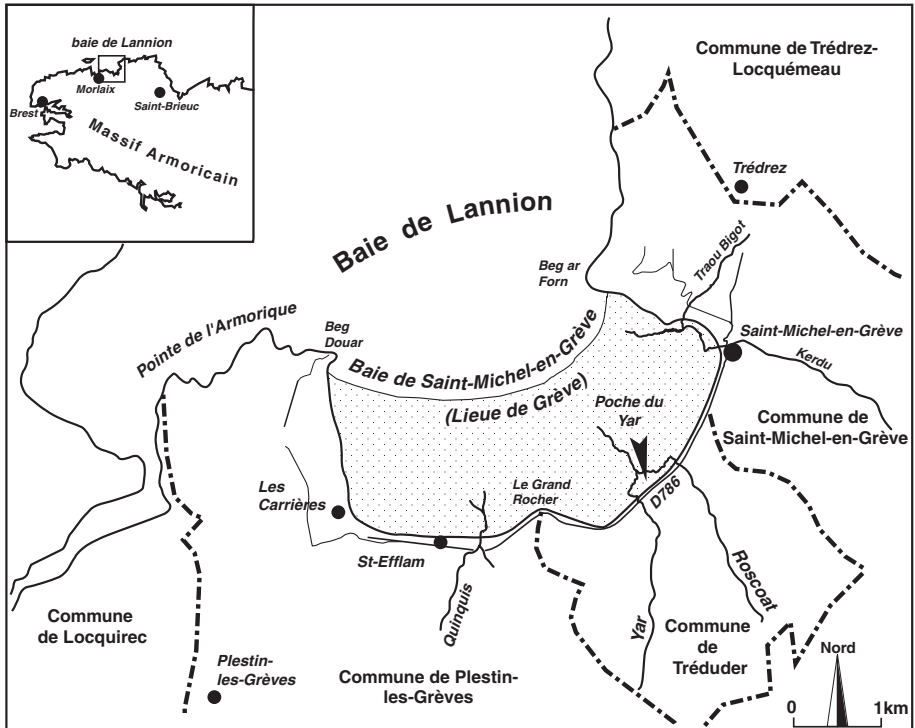 baie de Lannion
Morlaix
Saint-Brieuc
Brest
Massif Armoricain
Commune de Trédrez-
Locquémeau
Trédrez
Baie de Lannion
Traou Bigot
Beg ar
Forn
Pointe de l'Armorique
Beg
Douar
Saint-Michel-en-Grève
Baie de Saint-Michel-en-Grève
(Lieue de Grève)
Kerdu
Poche du
Yar
Commune de
Saint-Michel-en-Grève
Les
Carrières
Le Grand
Rocher
D786
St-Efflam
Quinquis
Yar
Roscoat
Commune
de Locquirec
Commune
de
Tréduder
Plestin-
les-Grèves
Commune de Plestin-
les-Grèves
Nord
0 1km